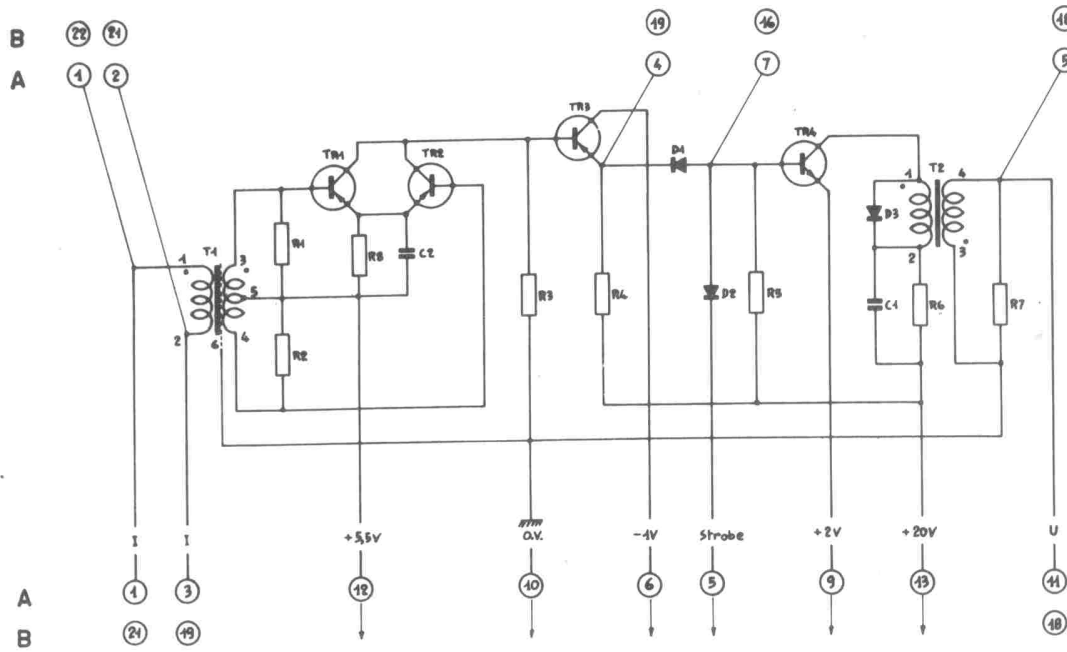 B 22 21 19 16 18
A 1 2 4 7 5
TR3
TR1 TR2 D1 TR4
1 T2 4
D3
R1 R8 C2
T1
1 3
5
R3 R4 D2 R5 2 3
C1 R6 R7
2 6 4 R2
I I +5,5V 0.V. -1V Strobe +2V +20V U
A 1 3 12 10 6 5 9 13 11
B 21 19 18